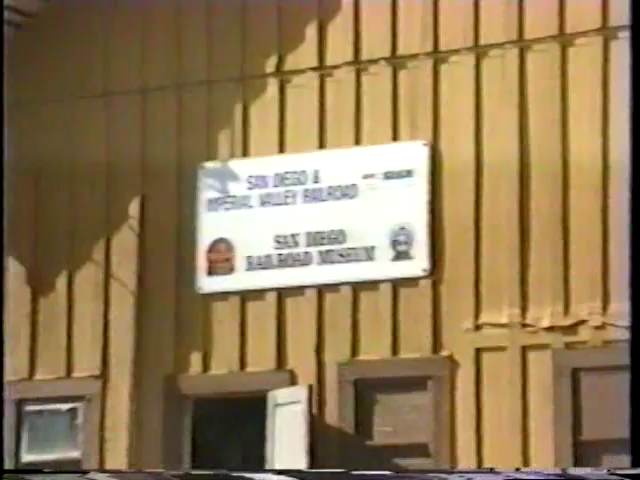 SAN DIEGO &
IMPERIAL VALLEY RAILROAD
SAN DIEGO
RAILROAD MUSEUM